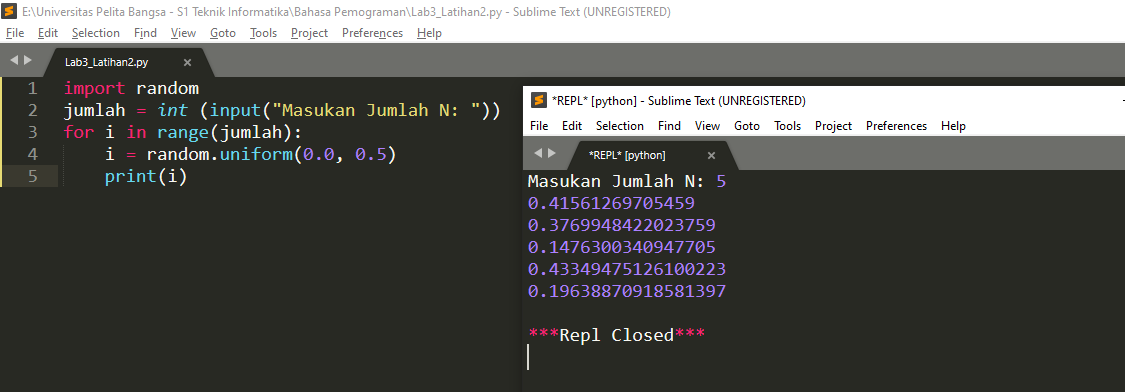 E:\Universitas Pelita Bangsa - S1 Teknik Informatika\Bahasa Pemograman\Lab3_Latihan2.py - Sublime Text (UNREGISTERED)
File Edit Selection Find View Goto Tools Project Preferences Help
Lab3_Latihan2.py
1 import random
2 jumlah = int (input("Masukan Jumlah N: "))
3 for i in range(jumlah):
4     i = random.uniform(0.0, 0.5)
5     print(i)
*REPL* [python] - Sublime Text (UNREGISTERED)
File Edit Selection Find View Goto Tools Project Preferences Help
*REPL* [python]
Masukan Jumlah N: 5
0.41561269705459
0.3769948422023759
0.1476300340947705
0.43349475126100223
0.19638870918581397
***Repl Closed***